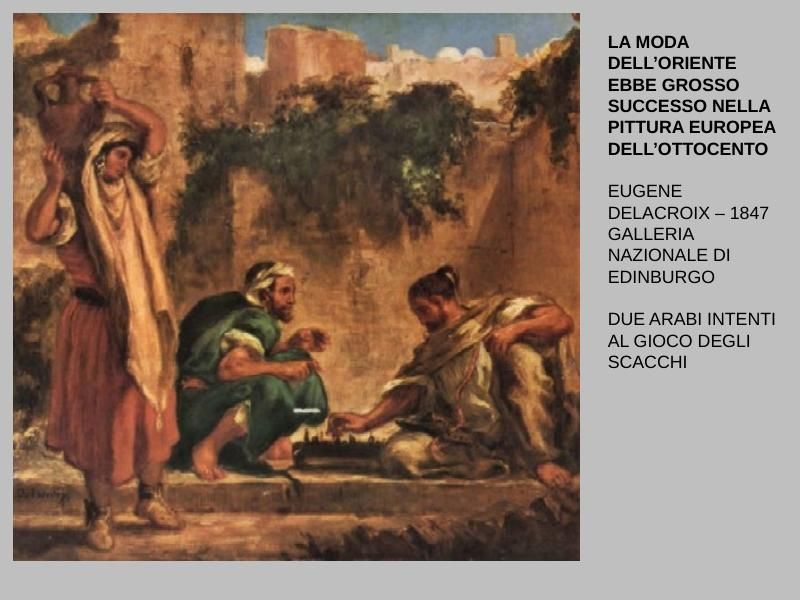 LA MODA
DELL'ORIENTE
EBBE GROSSO
SUCCESSO NELLA
PITTURA EUROPEA
DELL'OTTOCENTO
EUGENE
DELACROIX – 1847
GALLERIA
NAZIONALE DI
EDINBURGO
DUE ARABI INTENTI
AL GIOCO DEGLI
SCACCHI